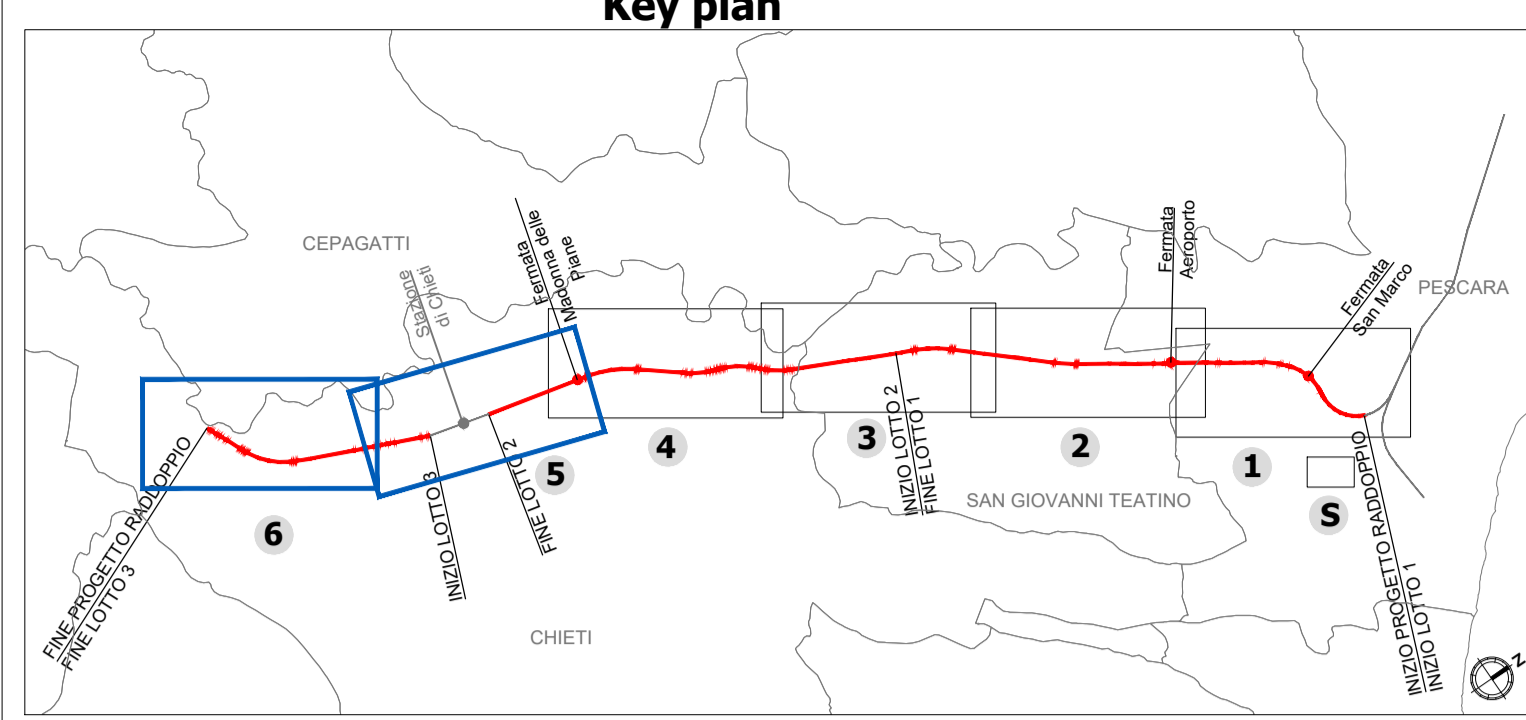 Key plan
CEPAGATTI
Stazione
di Chieti
Fermata
Madonna delle
Piane
Fermata
Aeroporto
Fermata
San Marco
PESCARA
6
5
4
3
2
1
S
FINE PROGETTO RADDOPPIO
FINE LOTTO 3
INIZIO LOTTO 3
FINE LOTTO 2
INIZIO LOTTO 2
FINE LOTTO 1
SAN GIOVANNI TEATINO
INIZIO PROGETTO RADDOPPIO
INIZIO LOTTO 1
CHIETI
N